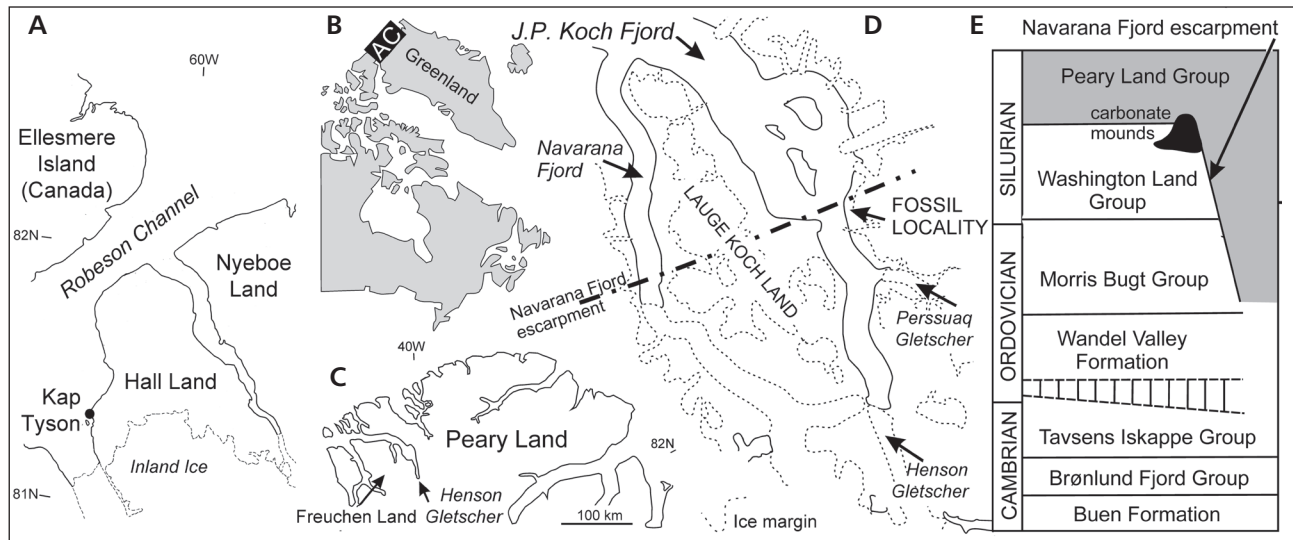 A
60W
Ellesmere
Island
(Canada)
82N
Robeson Channel
Nyeboe
Land
Hall Land
Kap
Tyson
Inland Ice
81N
B
AC
Greenland
C
40W
Peary Land
82N
Freuchen Land
Henson
Gletscher
100 km
D
J.P. Koch Fjord
Navarana
Fjord
LAUGE KOCH LAND
FOSSIL
LOCALITY
Navarana Fjord
escarpment
Perssuaq
Gletscher
Henson
Gletscher
Ice margin
E
Navarana Fjord escarpment
SILURIAN
Peary Land Group
carbonate
mounds
Washington Land
Group
ORDOVICIAN
Morris Bugt Group
Wandel Valley
Formation
CAMBRIAN
Tavsens Iskappe Group
Brønlund Fjord Group
Buen Formation